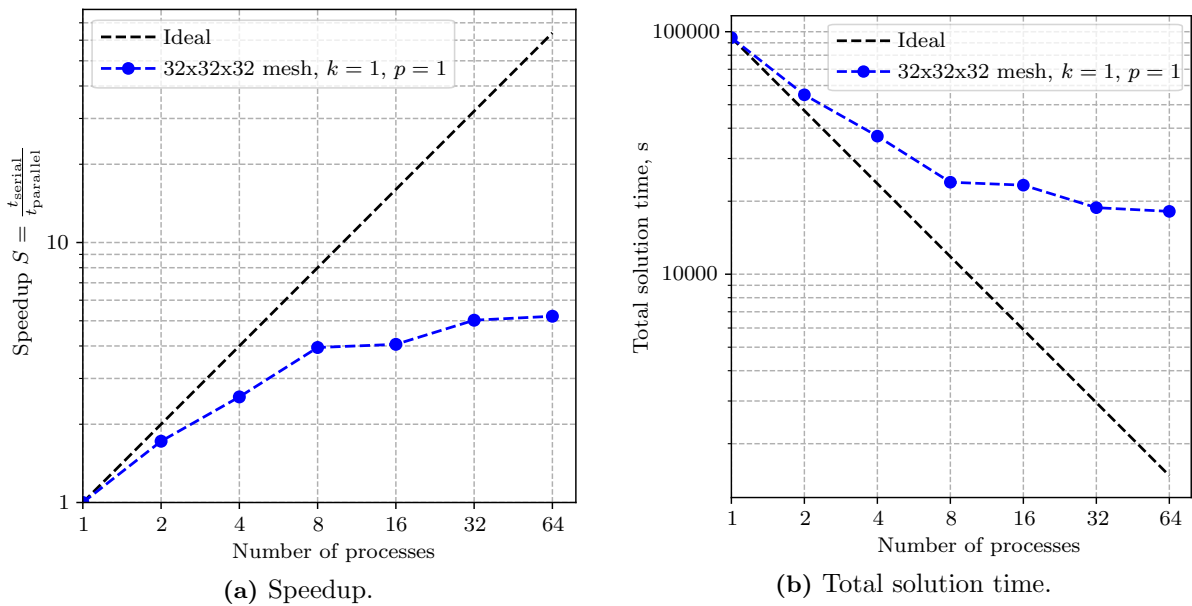 Ideal
32x32x32 mesh, k = 1, p = 1
Speedup S = t_serial / t_parallel
10
1
1 2 4 8 16 32 64
Number of processes
(a) Speedup.
Ideal
32x32x32 mesh, k = 1, p = 1
Total solution time, s
100000
10000
1 2 4 8 16 32 64
Number of processes
(b) Total solution time.